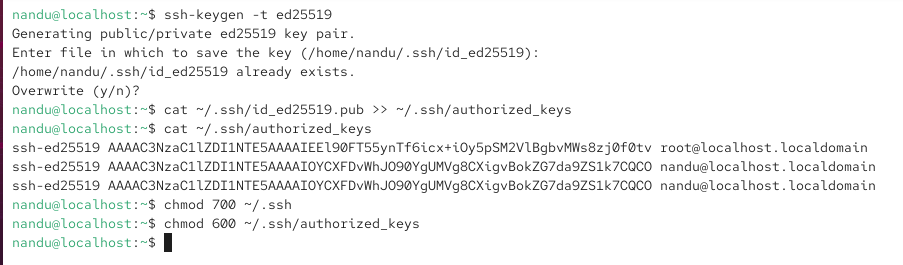 nandu@localhost:~$ ssh-keygen -t ed25519
Generating public/private ed25519 key pair.
Enter file in which to save the key (/home/nandu/.ssh/id_ed25519):
/home/nandu/.ssh/id_ed25519 already exists.
Overwrite (y/n)?
nandu@localhost:~$ cat ~/.ssh/id_ed25519.pub >> ~/.ssh/authorized_keys
nandu@localhost:~$ cat ~/.ssh/authorized_keys
ssh-ed25519 AAAAC3NzaC1lZDI1NTE5AAAAIEEl90FT55ynTf6icx+iOy5pSM2VlBgbvMWs8zj0f0tv root@localhost.localdomain
ssh-ed25519 AAAAC3NzaC1lZDI1NTE5AAAAIOYCXFDvWhJO90YgUMVg8CXigvBokZG7da9ZS1k7CQCO nandu@localhost.localdomain
ssh-ed25519 AAAAC3NzaC1lZDI1NTE5AAAAIOYCXFDvWhJO90YgUMVg8CXigvBokZG7da9ZS1k7CQCO nandu@localhost.localdomain
nandu@localhost:~$ chmod 700 ~/.ssh
nandu@localhost:~$ chmod 600 ~/.ssh/authorized_keys
nandu@localhost:~$